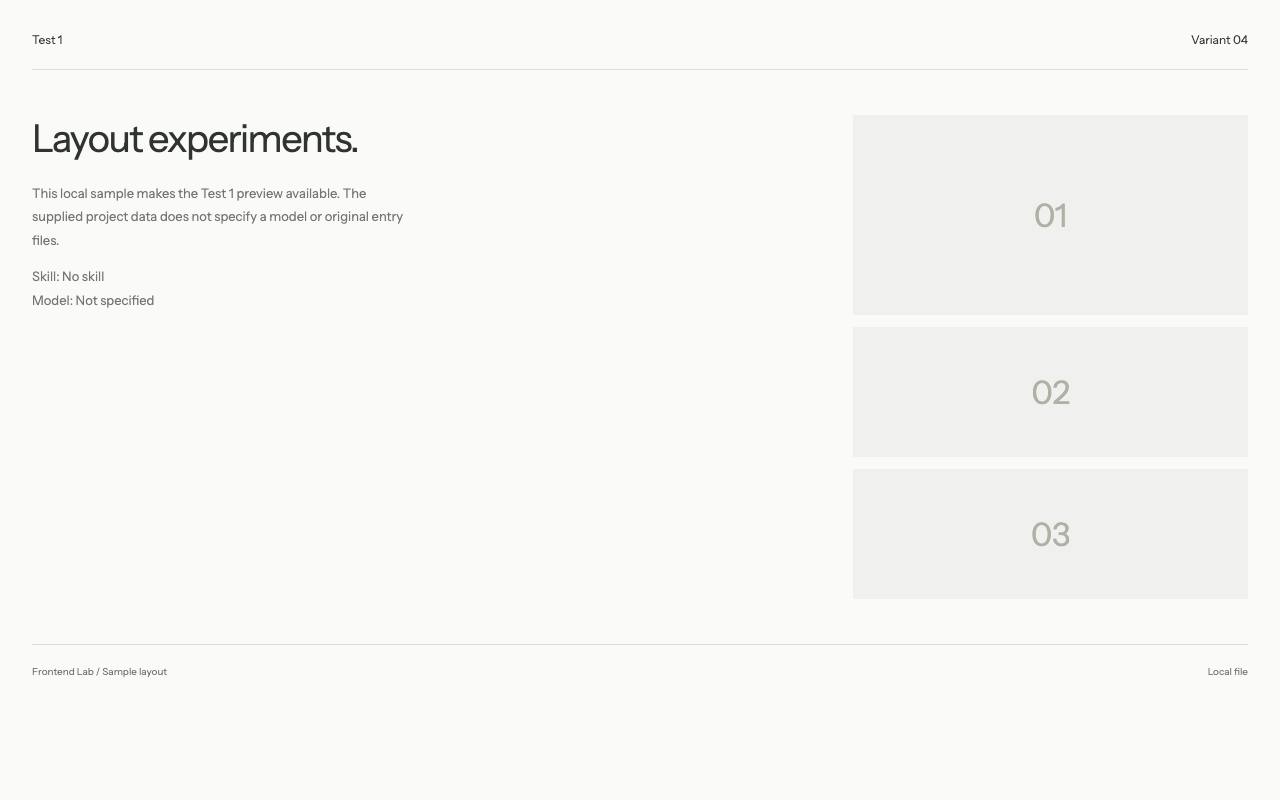 Test 1
Variant 04
Layout experiments.
This local sample makes the Test 1 preview available. The
supplied project data does not specify a model or original entry
files.
Skill: No skill
Model: Not specified
01
02
03
Frontend Lab / Sample layout
Local file